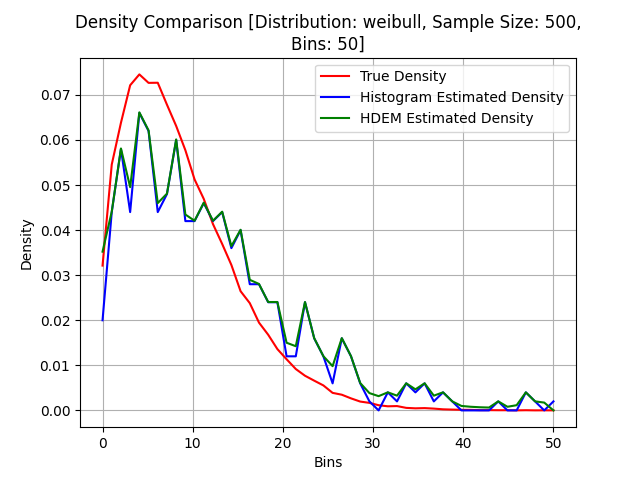 Density Comparison [Distribution: weibull, Sample Size: 500,
Bins: 50]
True Density
Histogram Estimated Density
HDEM Estimated Density
Density
0.07
0.06
0.05
0.04
0.03
0.02
0.01
0.00
0 10 20 30 40 50
Bins